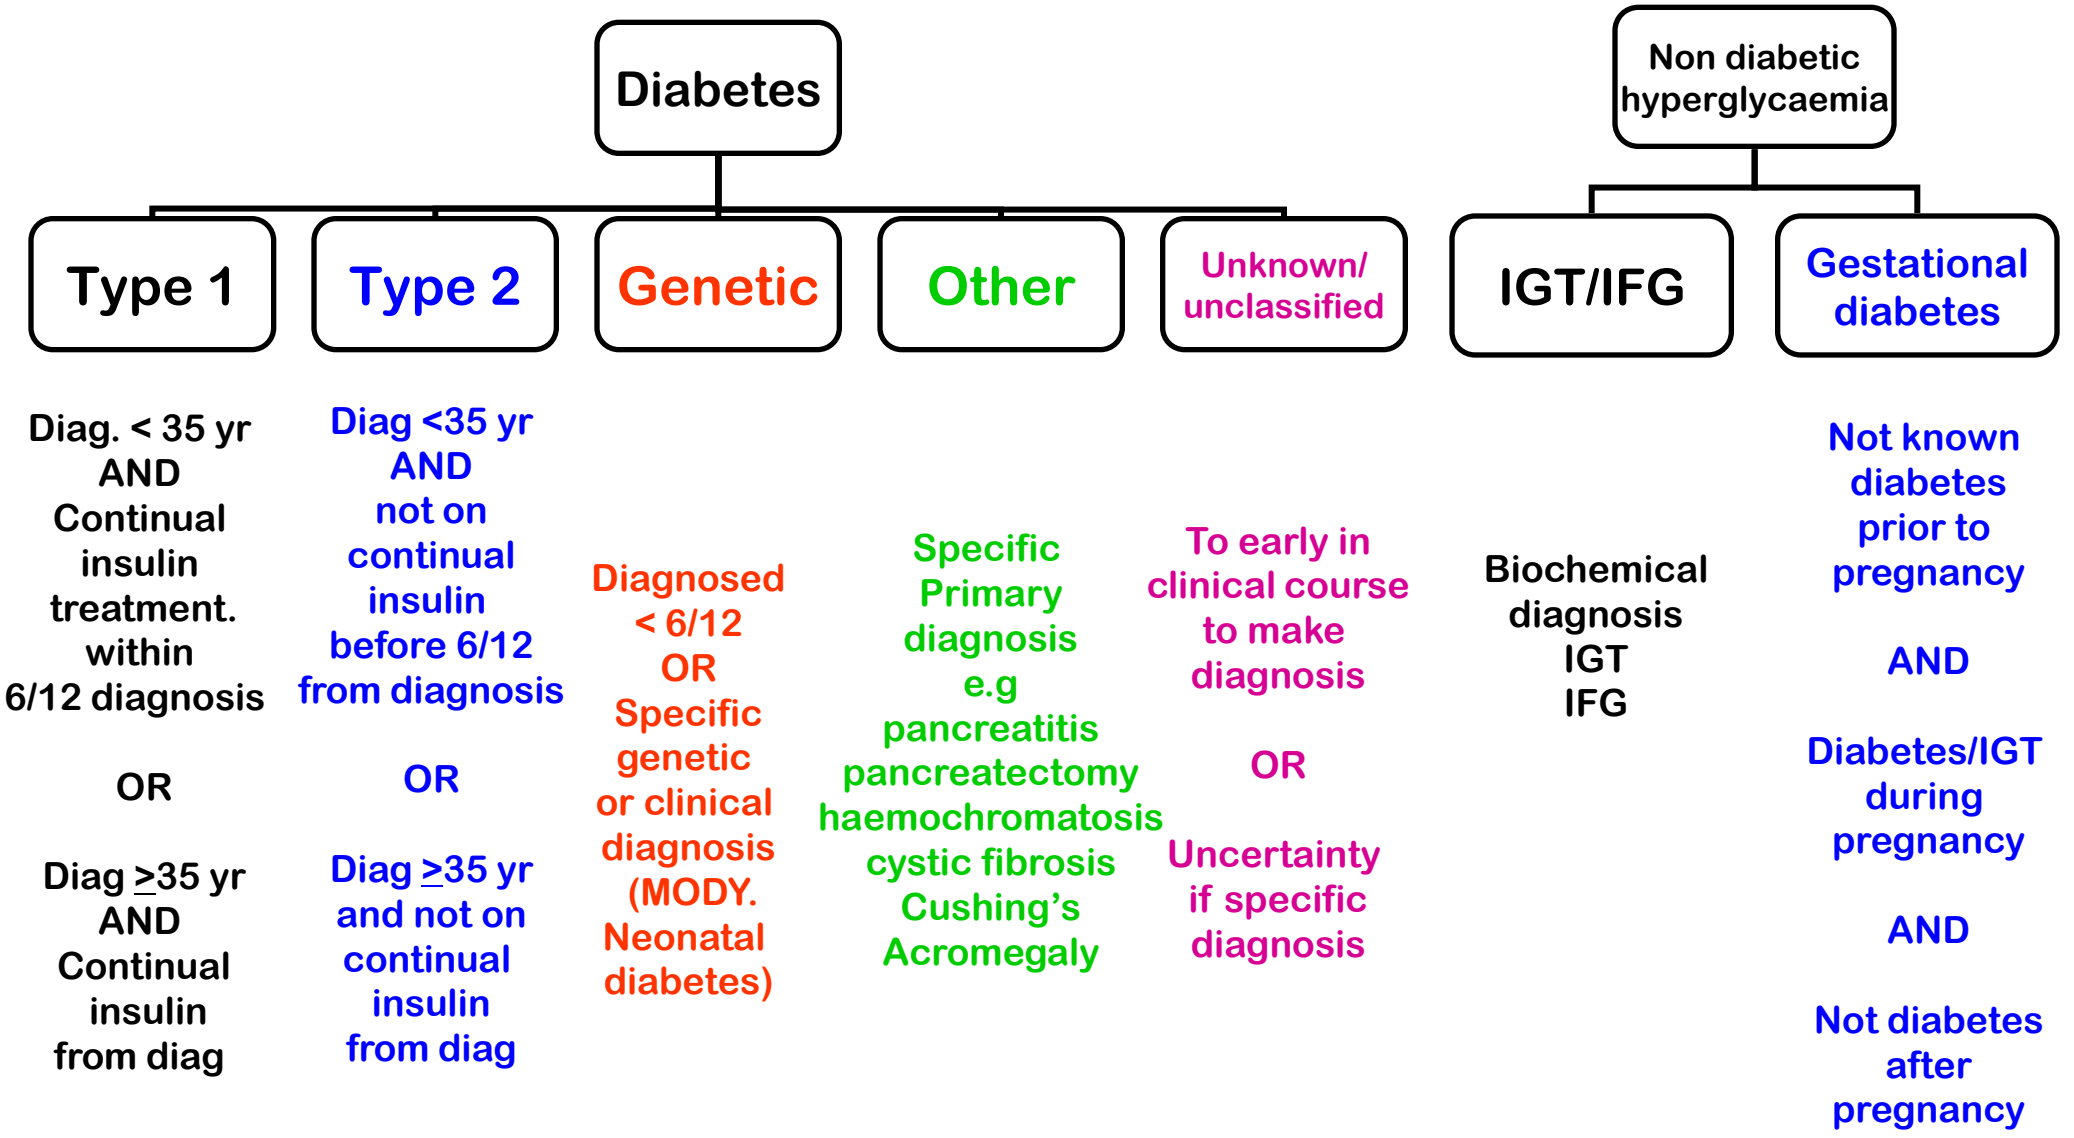 Diabetes
Non diabetic
hyperglycaemia
Type 1
Type 2
Genetic
Other
Unknown/
unclassified
IGT/IFG
Gestational
diabetes
Diag. < 35 yr
AND
Continual
insulin
treatment.
within
6/12 diagnosis
OR
Diag >35 yr
AND
Continual
insulin
from diag
Diag <35 yr
AND
not on
continual
insulin
before 6/12
from diagnosis
OR
Diag >35 yr
and not on
continual
insulin
from diag
Diagnosed
< 6/12
OR
Specific
genetic
or clinical
diagnosis
(MODY.
Neonatal
diabetes)
Specific
Primary
diagnosis
e.g
pancreatitis
pancreatectomy
haemochromatosis
cystic fibrosis
Cushing’s
Acromegaly
To early in
clinical course
to make
diagnosis
OR
Uncertainty
if specific
diagnosis
Biochemical
diagnosis
IGT
IFG
Not known
diabetes
prior to
pregnancy
AND
Diabetes/IGT
during
pregnancy
AND
Not diabetes
after
pregnancy